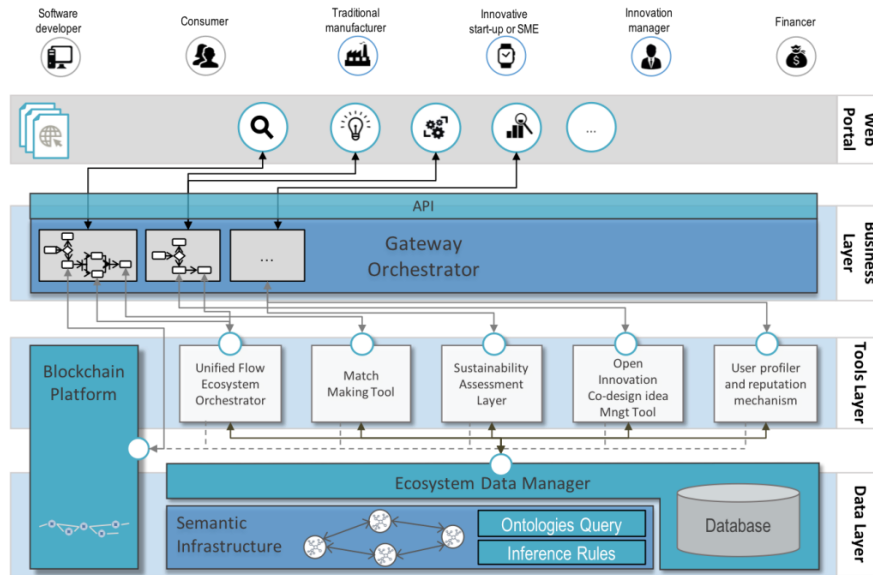 Software
developer
Consumer
Traditional
manufacturer
Innovative
start-up or SME
Innovation
manager
Financer
...
Web
Portal
API
Gateway
Orchestrator
...
Business
Layer
Blockchain
Platform
Unified Flow
Ecosystem
Orchestrator
Match
Making Tool
Sustainability
Assessment
Layer
Open
Innovation
Co-design idea
Mngt Tool
User profiler
and reputation
mechanism
Tools Layer
Ecosystem Data Manager
Semantic
Infrastructure
Ontologies Query
Inference Rules
Database
Data Layer